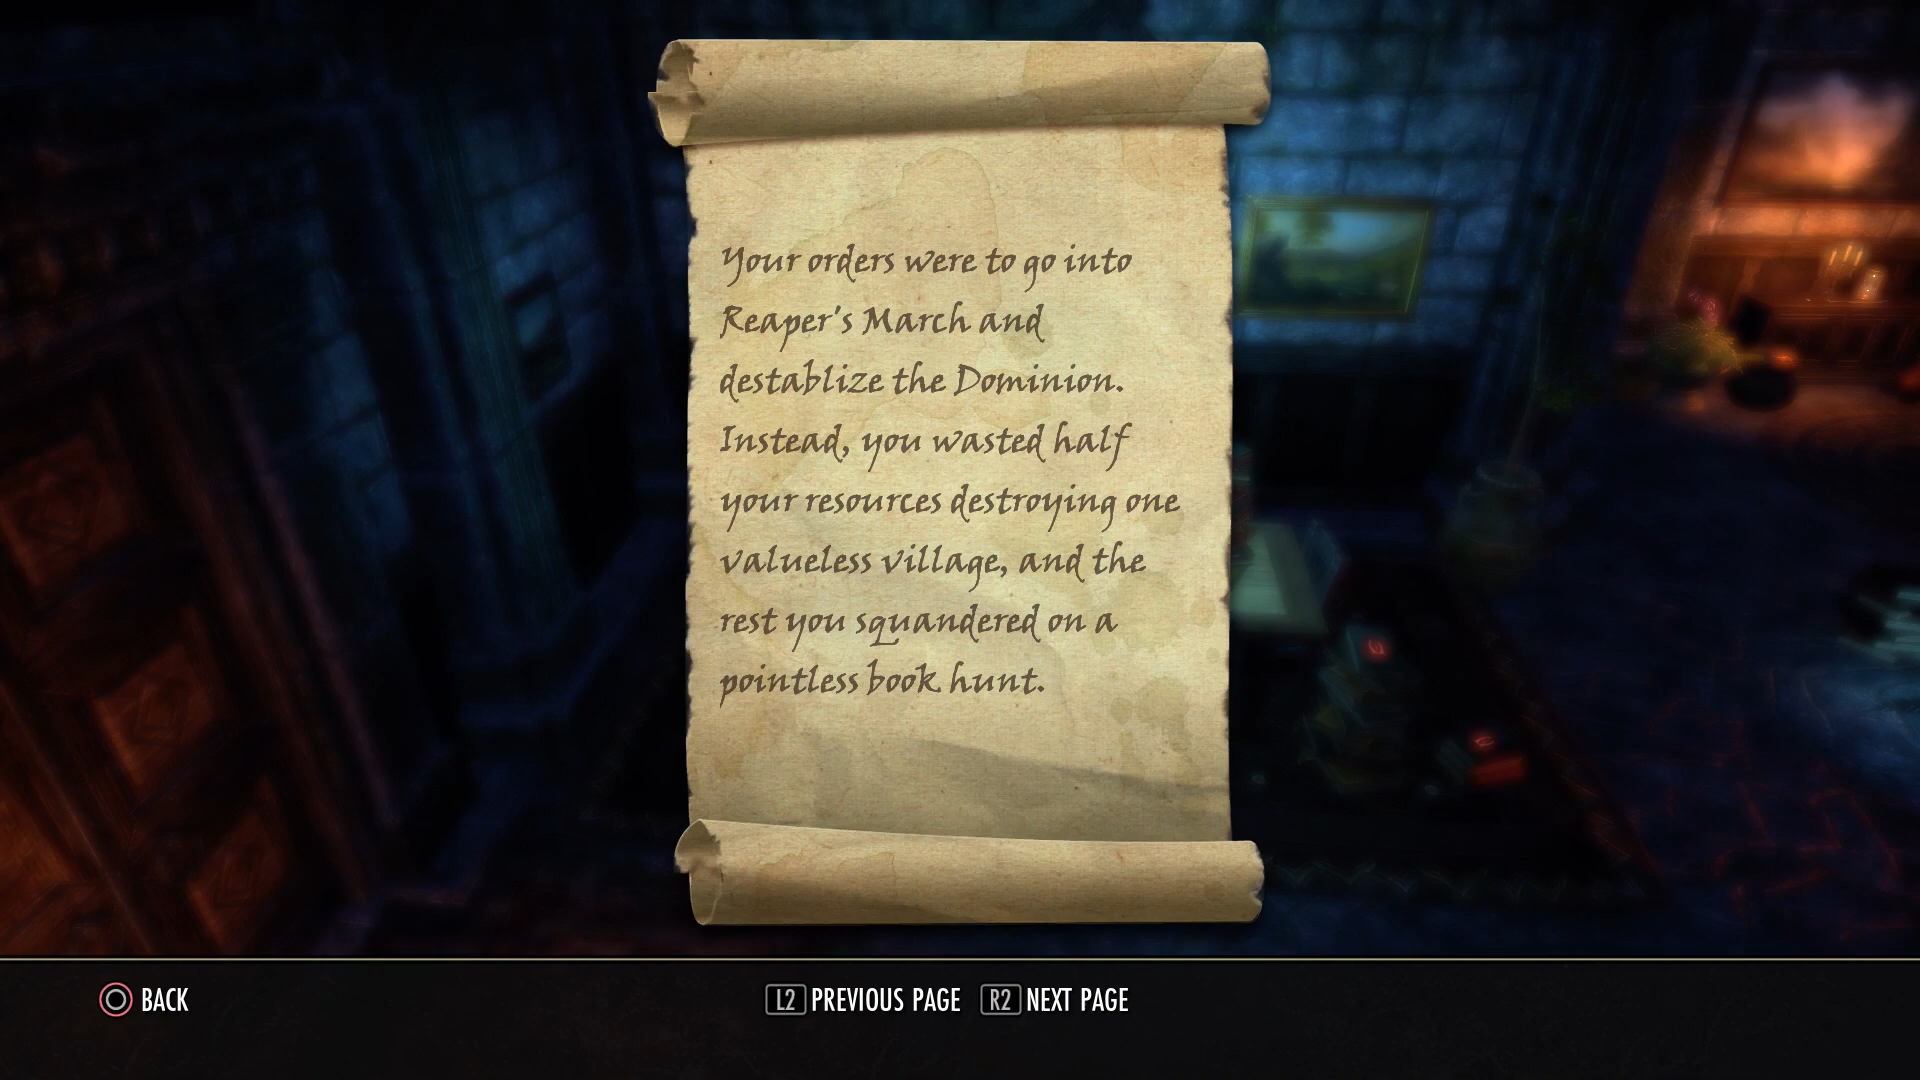 Your orders were to go into
Reaper's March and
destablize the Dominion.
Instead, you wasted half
your resources destroying one
valueless village, and the
rest you squandered on a
pointless book hunt.
BACK
L2 PREVIOUS PAGE R2 NEXT PAGE